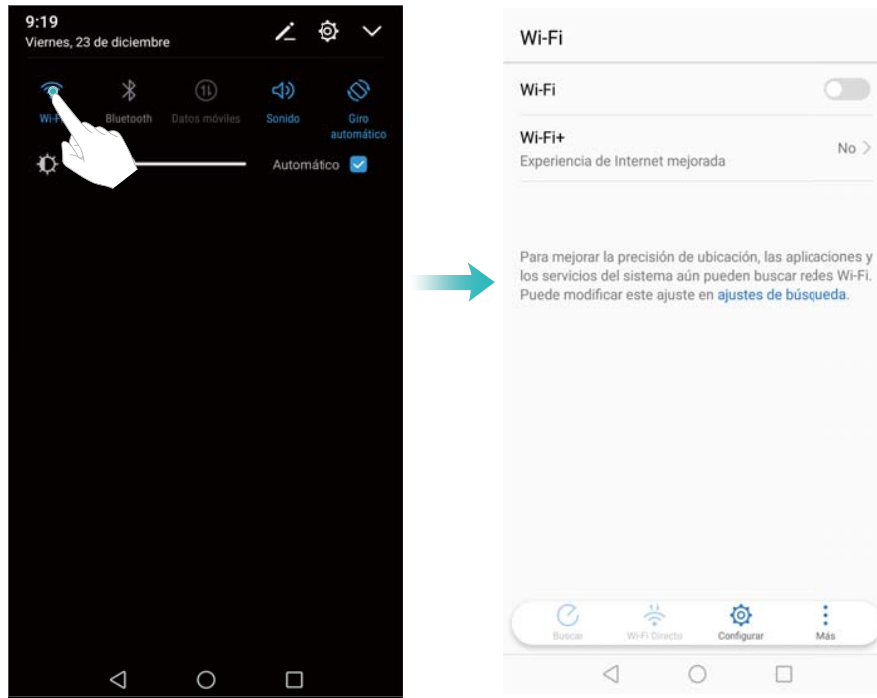 9:19
Viernes, 23 de diciembre
Wi-Fi
Bluetooth
Datos móviles
Sonido
Giro
automático
Automático
Wi-Fi
Wi-Fi
Wi-Fi+
Experiencia de Internet mejorada
No
Para mejorar la precisión de ubicación, las aplicaciones y
los servicios del sistema aún pueden buscar redes Wi-Fi.
Puede modificar este ajuste en ajustes de búsqueda.
Buscar
Wi-Fi Directo
Configurar
Más